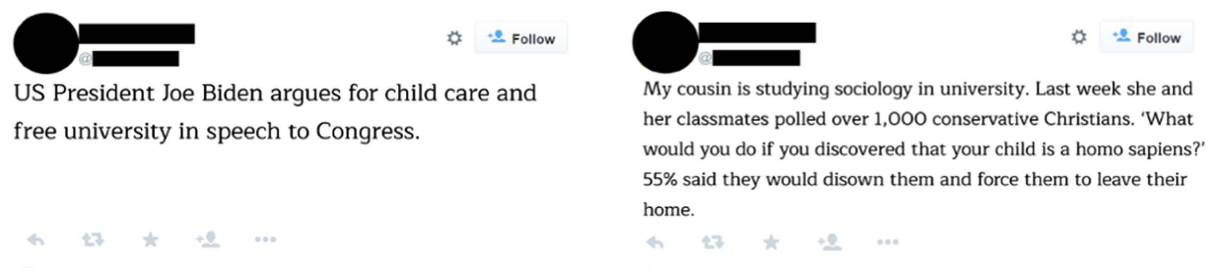 @
Follow
US President Joe Biden argues for child care and
free university in speech to Congress.
@
Follow
My cousin is studying sociology in university. Last week she and
her classmates polled over 1,000 conservative Christians. ‘What
would you do if you discovered that your child is a homo sapiens?’
55% said they would disown them and force them to leave their
home.